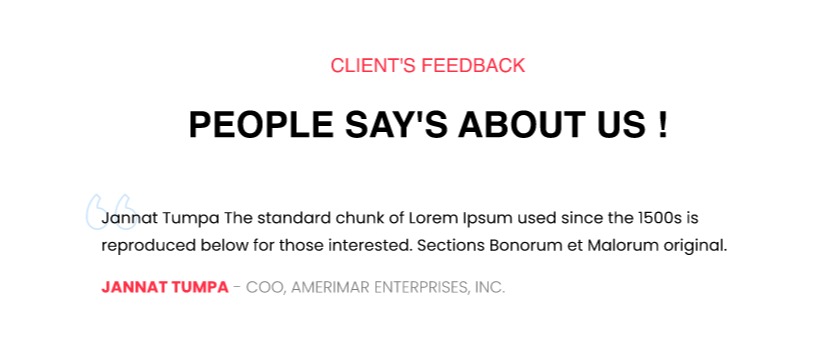 CLIENT'S FEEDBACK
PEOPLE SAY'S ABOUT US !
Jannat Tumpa The standard chunk of Lorem Ipsum used since the 1500s is
reproduced below for those interested. Sections Bonorum et Malorum original.
JANNAT TUMPA - COO, AMERIMAR ENTERPRISES, INC.